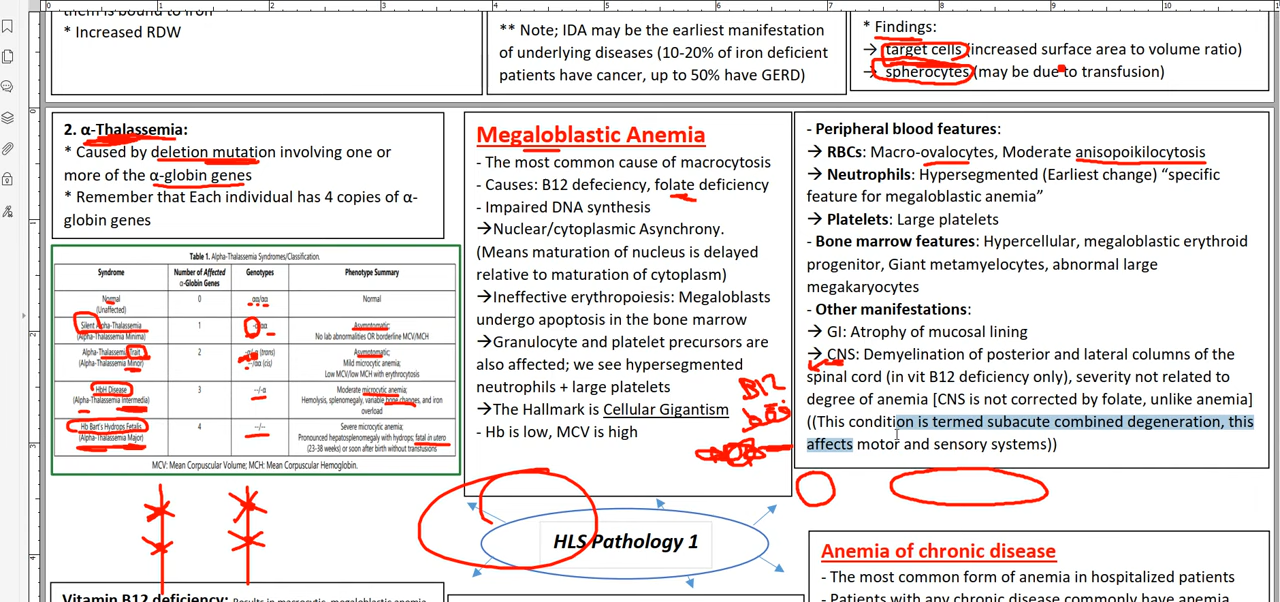 them is bound to iron
* Increased RDW
** Note; IDA may be the earliest manifestation
of underlying diseases (10-20% of iron deficient
patients have cancer, up to 50% have GERD)
* Findings:
→ target cells (increased surface area to volume ratio)
→ spherocytes (may be due to transfusion)
2. α-Thalassemia:
* Caused by deletion mutation involving one or
more of the α-globin genes
* Remember that Each individual has 4 copies of α-
globin genes
Table 1. Alpha-Thalassemia Syndromes/Classification.
Syndrome Number of Affected α-Globin Genes Genotypes Phenotype Summary
Normal (Unaffected) 0 αα/αα Normal
Silent Alpha-Thalassemia (Alpha-Thalassemia Minima) 1 -α/αα Asymptomatic: No lab abnormalities OR borderline MCV/MCH
Alpha-Thalassemia Trait (Alpha-Thalassemia Minor) 2 -α/-α (trans) --/αα (cis) Asymptomatic: Mild microcytic anemia; Low MCV/low MCH with erythrocytosis
HbH Disease (Alpha-Thalassemia Intermedia) 3 --/-α Moderate microcytic anemia: Hemolysis, splenomegaly, variable bone changes, and iron overload
Hb Bart's Hydrops Fetalis (Alpha-Thalassemia Major) 4 --/-- Severe microcytic anemia: Pronounced hepatosplenomegaly with hydrops; fatal in utero (23-38 weeks) or soon after birth without transfusions
MCV: Mean Corpuscular Volume; MCH: Mean Corpuscular Hemoglobin.
Megaloblastic Anemia
- The most common cause of macrocytosis
- Causes: B12 defeciency, folate deficiency
- Impaired DNA synthesis
→Nuclear/cytoplasmic Asynchrony.
(Means maturation of nucleus is delayed
relative to maturation of cytoplasm)
→Ineffective erythropoiesis: Megaloblasts
undergo apoptosis in the bone marrow
→Granulocyte and platelet precursors are
also affected; we see hypersegmented
neutrophils + large platelets
→The Hallmark is Cellular Gigantism
- Hb is low, MCV is high
B12
- Peripheral blood features:
→ RBCs: Macro-ovalocytes, Moderate anisopoikilocytosis
→ Neutrophils: Hypersegmented (Earliest change) “specific
feature for megaloblastic anemia”
→ Platelets: Large platelets
- Bone marrow features: Hypercellular, megaloblastic erythroid
progenitor, Giant metamyelocytes, abnormal large
megakaryocytes
- Other manifestations:
→ GI: Atrophy of mucosal lining
→ CNS: Demyelination of posterior and lateral columns of the
spinal cord (in vit B12 deficiency only), severity not related to
degree of anemia [CNS is not corrected by folate, unlike anemia]
((This condition is termed subacute combined degeneration, this
affects motor and sensory systems))
HLS Pathology 1
Anemia of chronic disease
- The most common form of anemia in hospitalized patients
- Patients with any chronic disease commonly have anemia
Vitamin B12 deficiency: Results in macrocytic, megaloblastic anemia